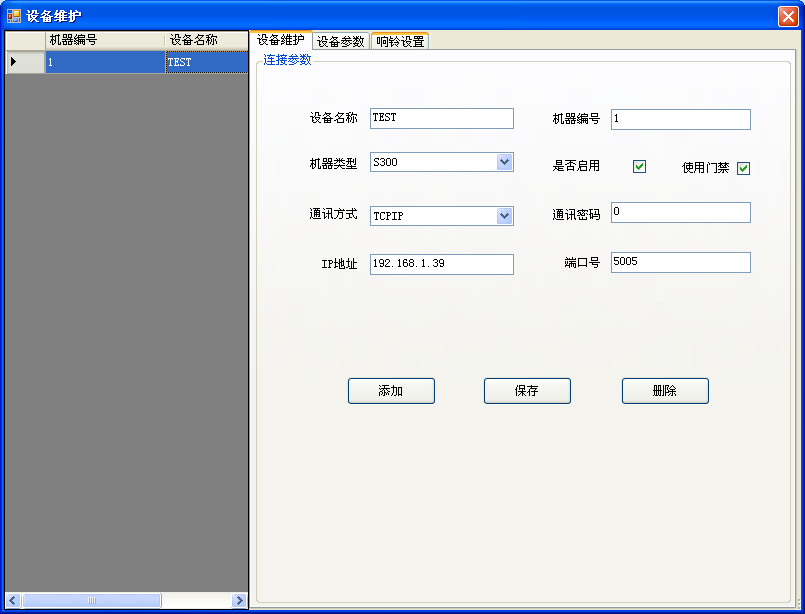 设备维护
机器编号 设备名称
1 TEST
设备维护 设备参数 响铃设置
连接参数
设备名称 TEST 机器编号 1
机器类型 S300 是否启用 使用门禁
通讯方式 TCPIP 通讯密码 0
IP地址 192.168.1.39 端口号 5005
添加 保存 删除